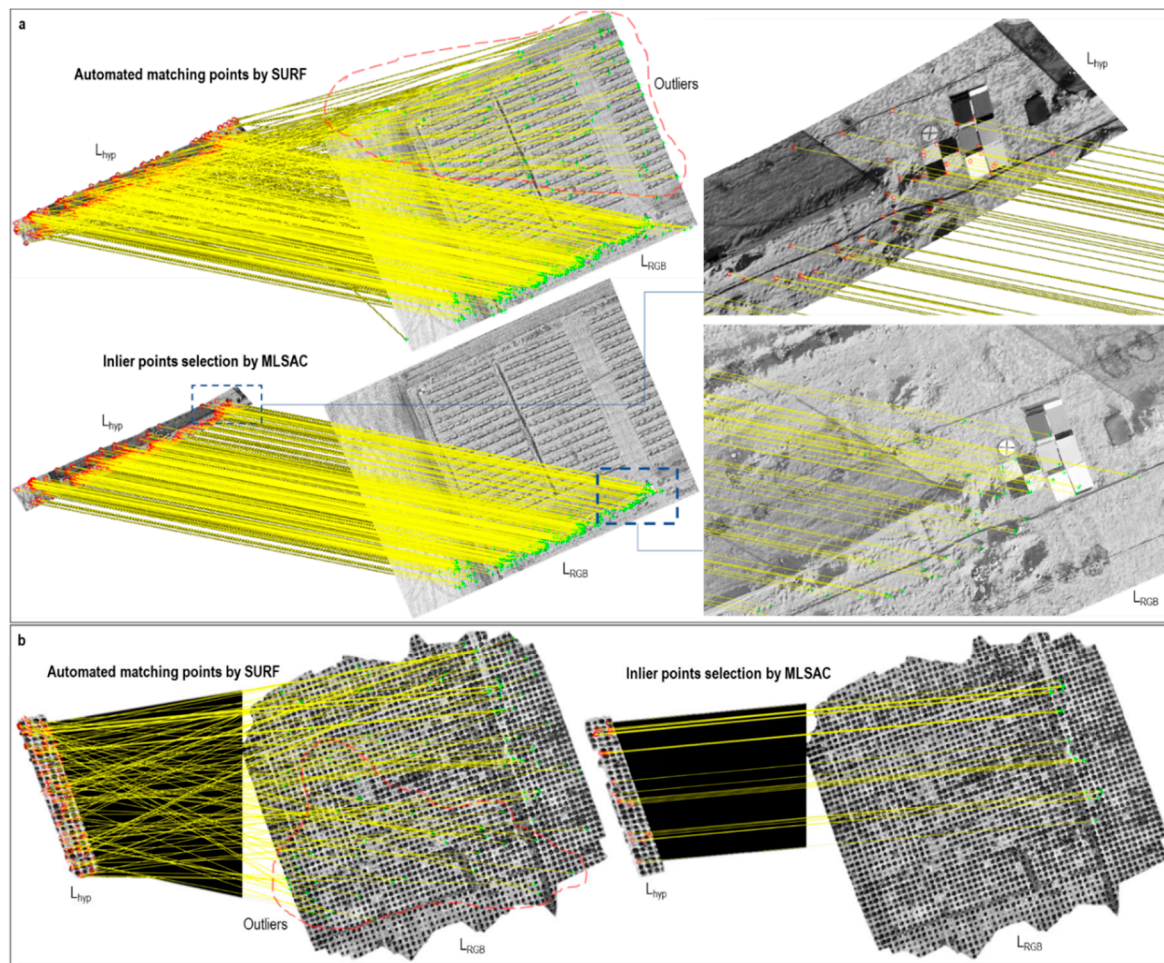 a
Automated matching points by SURF
Outliers
Lhyp
LRGB
Lhyp
Inlier points selection by MLSAC
Lhyp
LRGB
LRGB
b
Automated matching points by SURF
Inlier points selection by MLSAC
Lhyp
Outliers
LRGB
Lhyp
LRGB